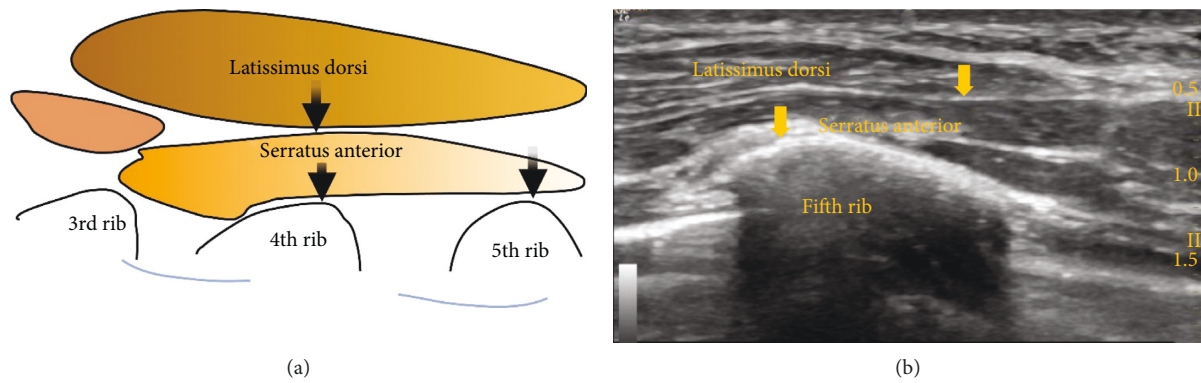 Latissimus dorsi
Serratus anterior
3rd rib
4th rib
5th rib
(a)
Latissimus dorsi
0.5
Serratus anterior
1.0
Fifth rib
1.5
(b)